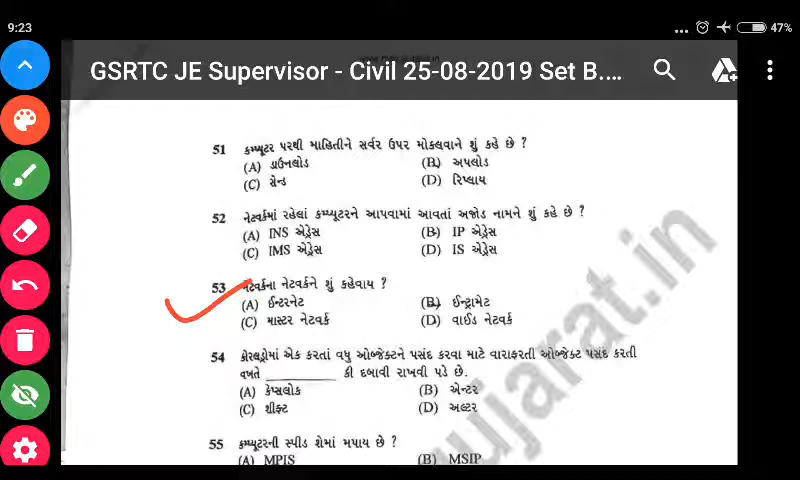 9:23
47%
GSRTC JE Supervisor - Civil 25-08-2019 Set B....
51 કમ્પ્યૂટર પરથી માહિતીને સર્વર ઉપર મોકલવાને શું કહે છે ?
(A) ડાઉનલોડ (B) અપલોડ
(C) સેન્ડ (D) રિપ્લાય
52 નેટવર્કમાં રહેલાં કમ્પ્યૂટરને આપવામાં આવતાં અજોડ નામને શું કહે છે ?
(A) INS એડ્રેસ (B) IP એડ્રેસ
(C) IMS એડ્રેસ (D) IS એડ્રેસ
53 નેટવર્કના નેટવર્કને શું કહેવાય ?
(A) ઈન્ટરનેટ (B) ઈન્ટ્રામેટ
(C) માસ્ટર નેટવર્ક (D) વાઈડ નેટવર્ક
54 કોરલડ્રોમાં એક કરતાં વધુ ઓબ્જેક્ટને પસંદ કરવા માટે વારાફરતી ઓબ્જેક્ટ પસંદ કરતી
વખતે ____________ કી દબાવી રાખવી પડે છે.
(A) કેપ્સલોક (B) એન્ટર
(C) શીફ્ટ (D) અલ્ટર
55 કમ્પ્યૂટરની સ્પીડ શેમાં મપાય છે ?
(A) MPIS (B) MSIP
gujarat.in